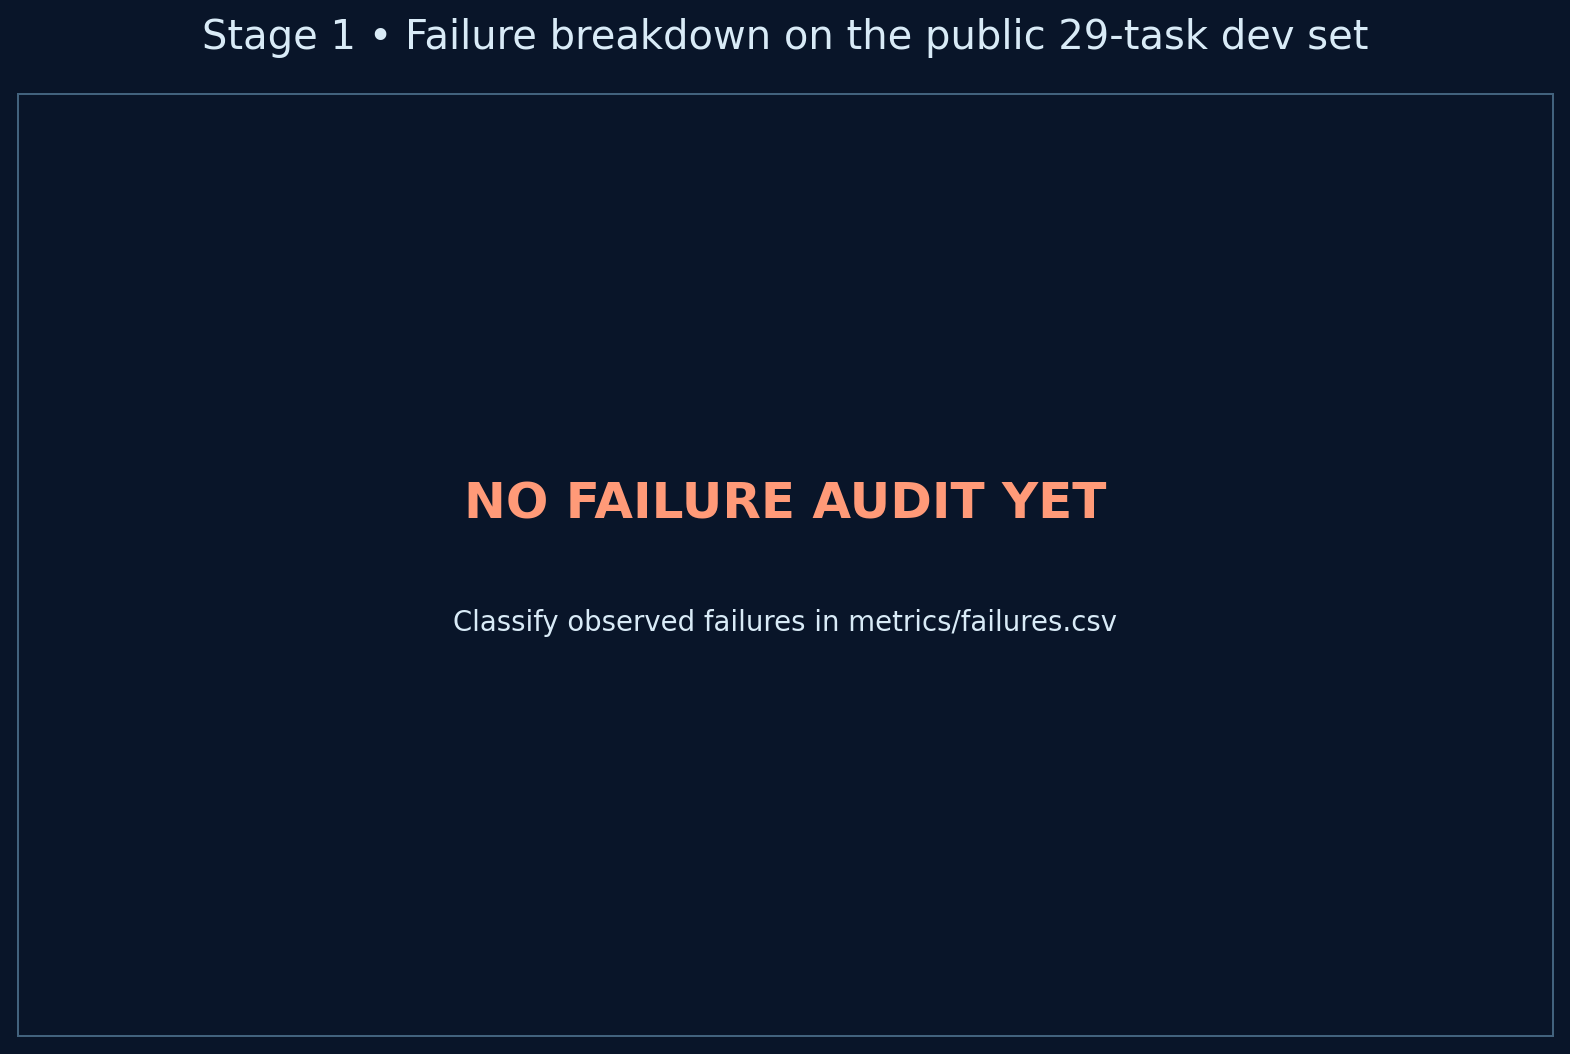 Stage 1 • Failure breakdown on the public 29-task dev set
NO FAILURE AUDIT YET
Classify observed failures in metrics/failures.csv